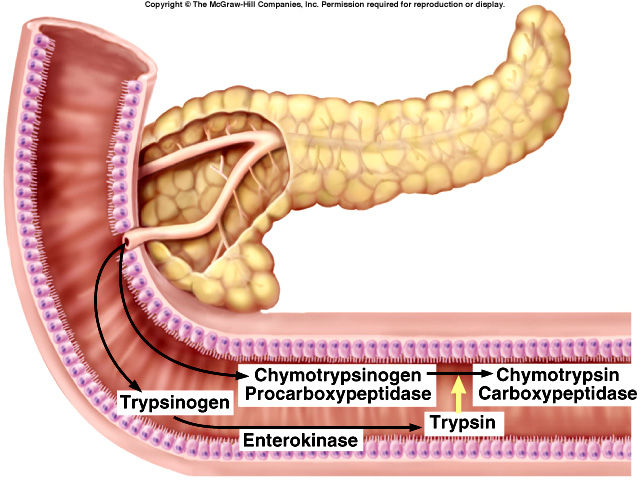 Copyright © The McGraw-Hill Companies, Inc. Permission required for reproduction or display.
Chymotrypsinogen
Procarboxypeptidase
Chymotrypsin
Carboxypeptidase
Trypsinogen
Trypsin
Enterokinase